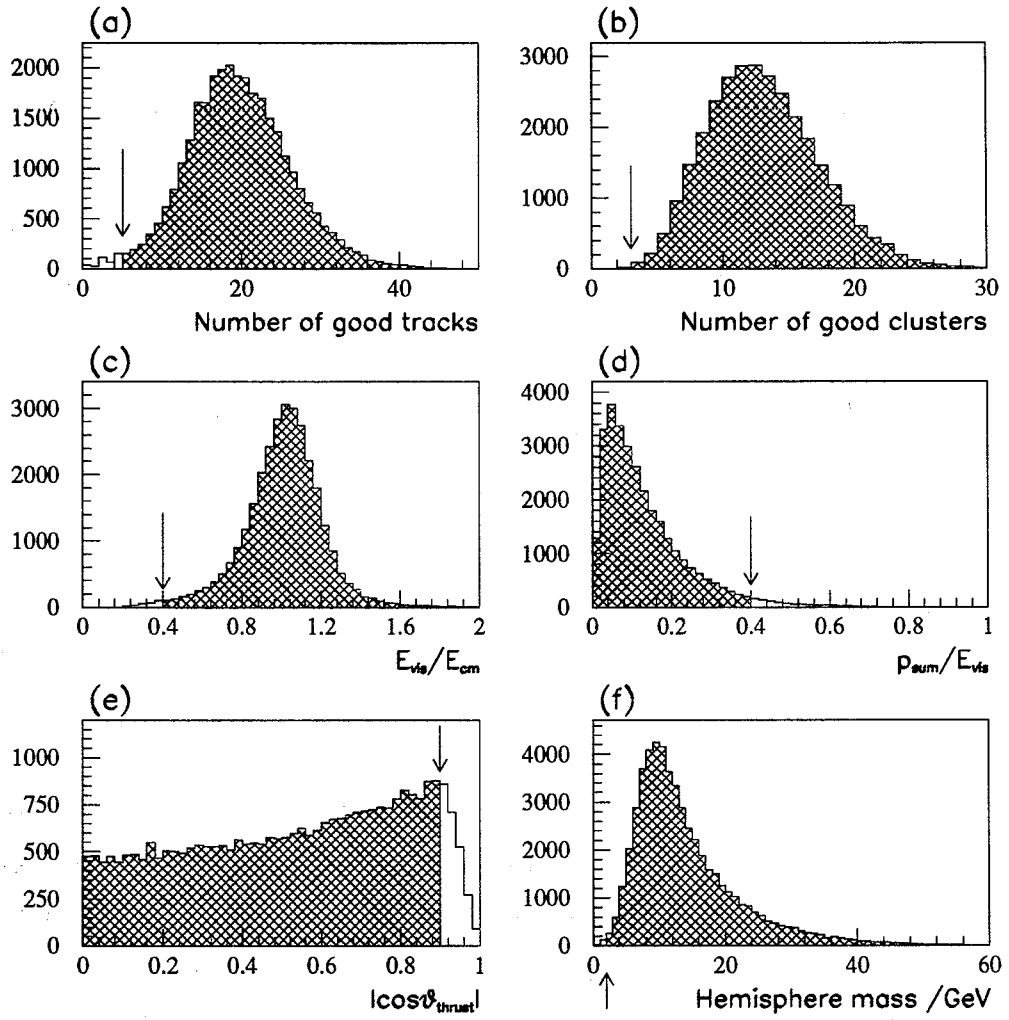 (a)
2000
1500
1000
500
0
0 20 40
Number of good tracks
(b)
3000
2000
1000
0
0 10 20 30
Number of good clusters
(c)
3000
2000
1000
0
0 0.4 0.8 1.2 1.6 2
E_vis/E_cm
(d)
4000
3000
2000
1000
0
0 0.2 0.4 0.6 0.8 1
p_sum/E_vis
(e)
1000
750
500
250
0
0 0.2 0.4 0.6 0.8 1
|cosϑ_thrust|
(f)
4000
3000
2000
1000
0
0 20 40 60
Hemisphere mass /GeV